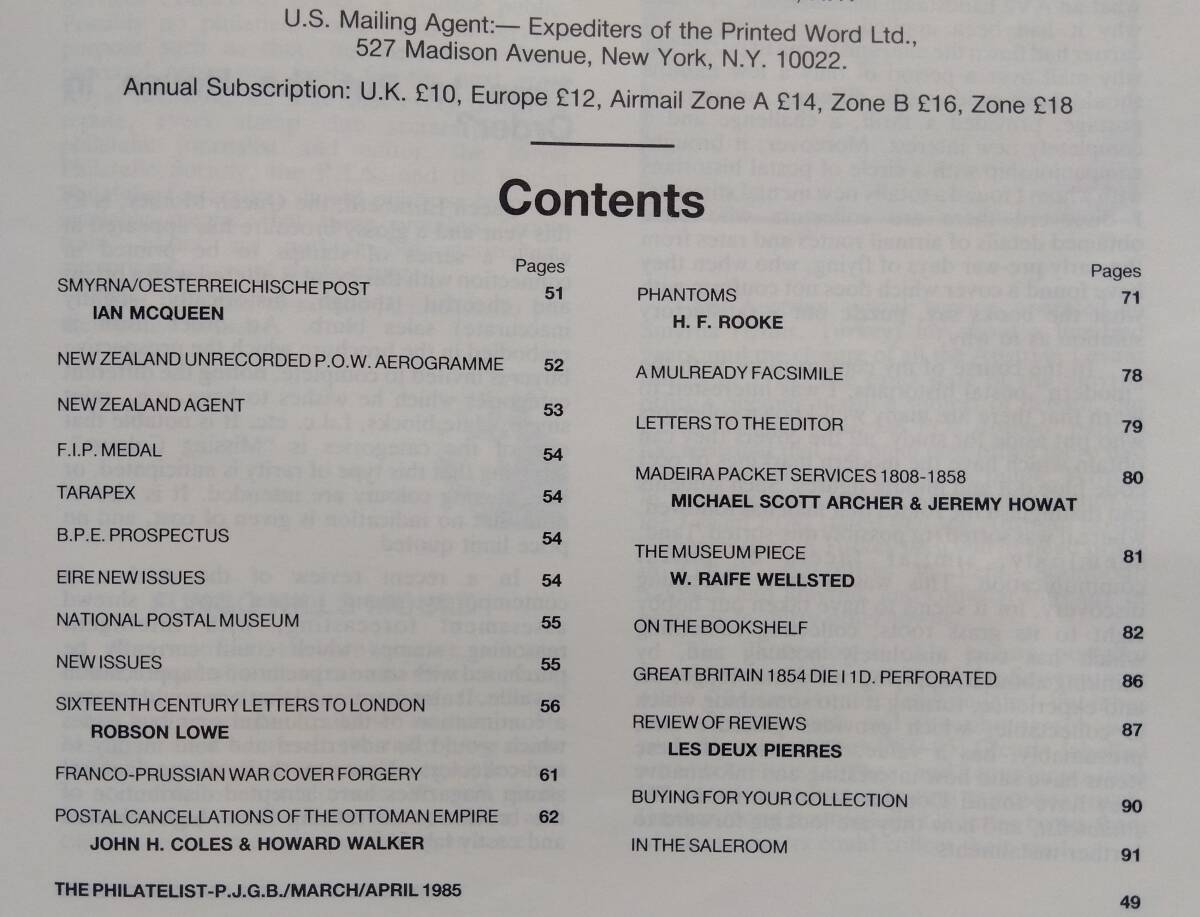 U.S. Mailing Agent:— Expediters of the Printed Word Ltd.,
527 Madison Avenue, New York, N.Y. 10022.
Annual Subscription: U.K. £10, Europe £12, Airmail Zone A £14, Zone B £16, Zone £18
Contents
Pages
SMYRNA/OESTERREICHISCHE POST 51
IAN MCQUEEN
NEW ZEALAND UNRECORDED P.O.W. AEROGRAMME 52
NEW ZEALAND AGENT 53
F.I.P. MEDAL 54
TARAPEX 54
B.P.E. PROSPECTUS 54
EIRE NEW ISSUES 54
NATIONAL POSTAL MUSEUM 55
NEW ISSUES 55
SIXTEENTH CENTURY LETTERS TO LONDON 56
ROBSON LOWE
FRANCO-PRUSSIAN WAR COVER FORGERY 61
POSTAL CANCELLATIONS OF THE OTTOMAN EMPIRE 62
JOHN H. COLES & HOWARD WALKER
Pages
PHANTOMS 71
H. F. ROOKE
A MULREADY FACSIMILE 78
LETTERS TO THE EDITOR 79
MADEIRA PACKET SERVICES 1808-1858 80
MICHAEL SCOTT ARCHER & JEREMY HOWAT
THE MUSEUM PIECE 81
W. RAIFE WELLSTED
ON THE BOOKSHELF 82
GREAT BRITAIN 1854 DIE I 1D. PERFORATED 86
REVIEW OF REVIEWS 87
LES DEUX PIERRES
BUYING FOR YOUR COLLECTION 90
IN THE SALEROOM 91
THE PHILATELIST-P.J.G.B./MARCH/APRIL 1985 49